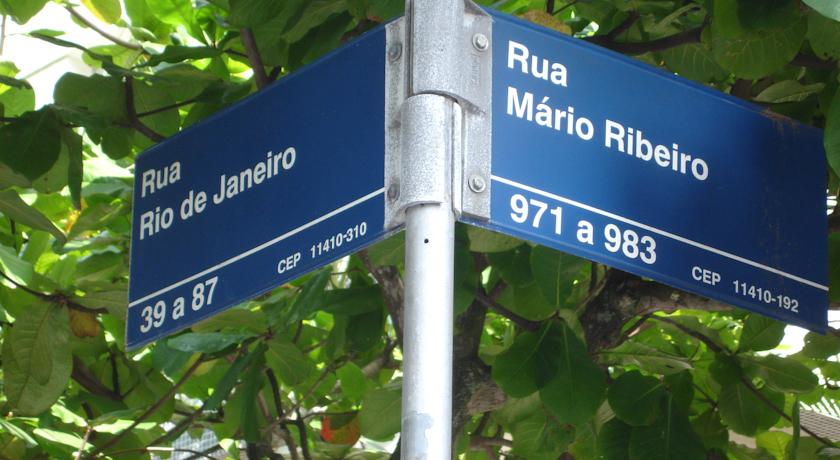 Rua
Rio de Janeiro
39 a 87 CEP 11410-310
Rua
Mário Ribeiro
971 a 983 CEP 11410-192